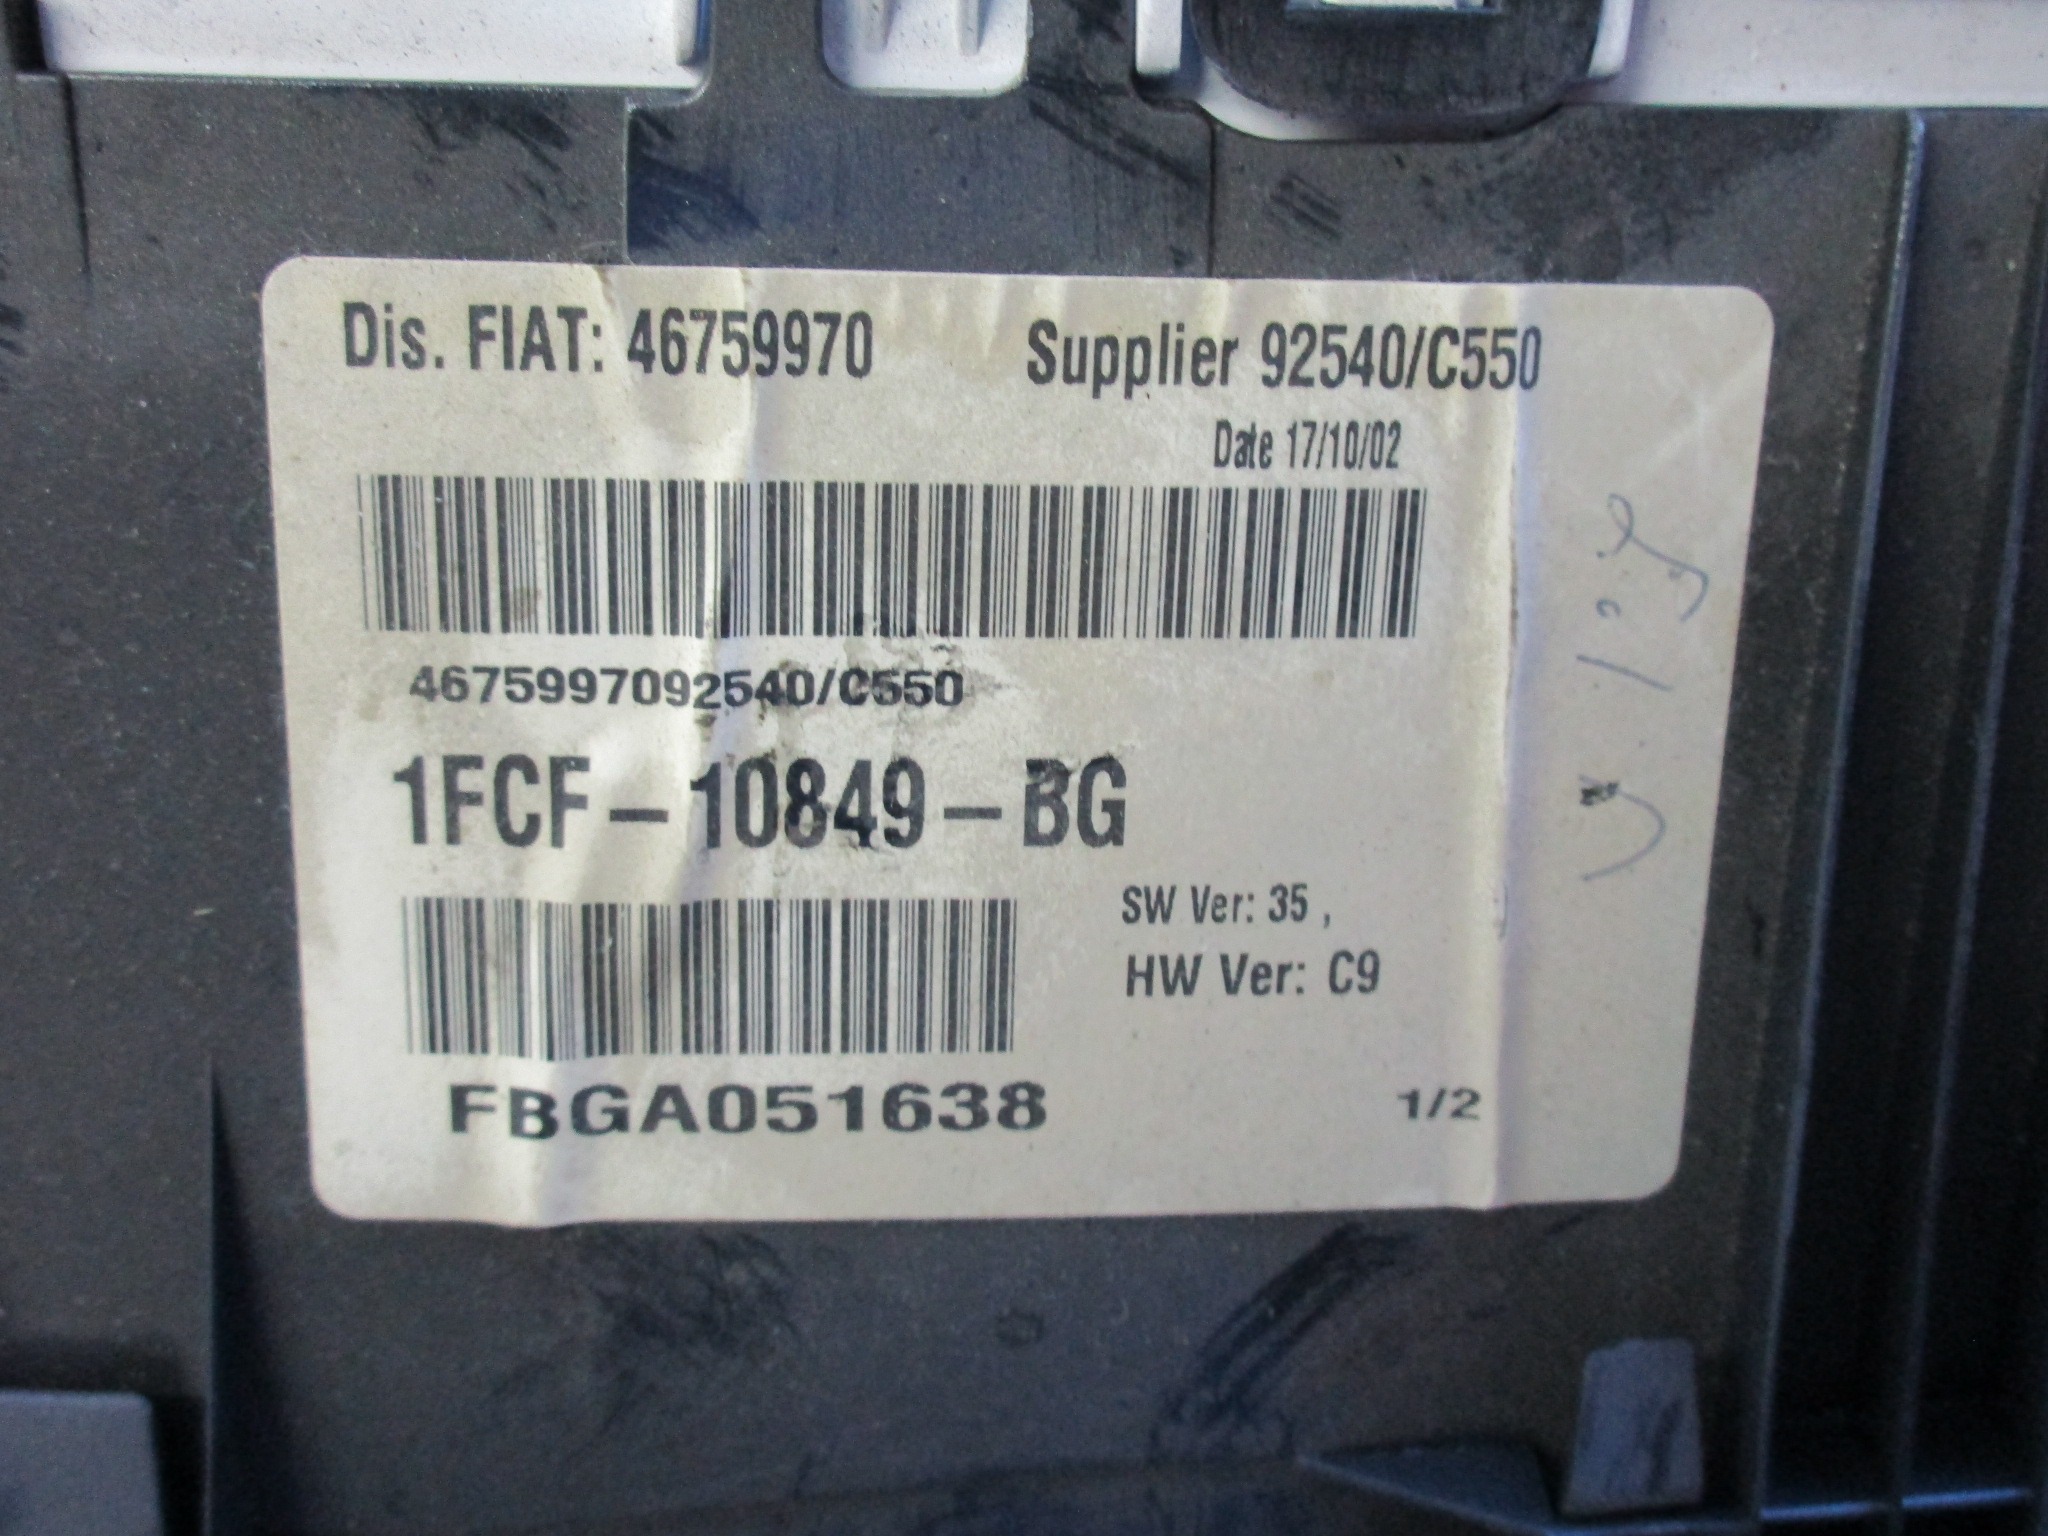 Dis. FIAT: 46759970 Supplier 92540/C550
Date 17/10/02
4675997092540/C550
1FCF-10849-BG
SW Ver: 35 ,
HW Ver: C9
FBGA051638 1/2